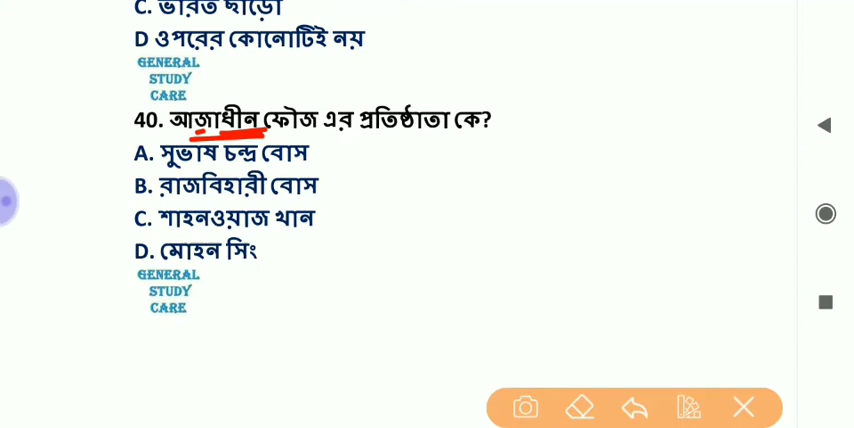 C. ভারত ছাড়ো
D ওপরের কোনোটিই নয়
GENERAL
STUDY
CARE
40. আজাধীন ফৌজ এর প্রতিষ্ঠাতা কে?
A. সুভাষ চন্দ্র বোস
B. রাজবিহারী বোস
C. শাহনওয়াজ খান
D. মোহন সিং
GENERAL
STUDY
CARE